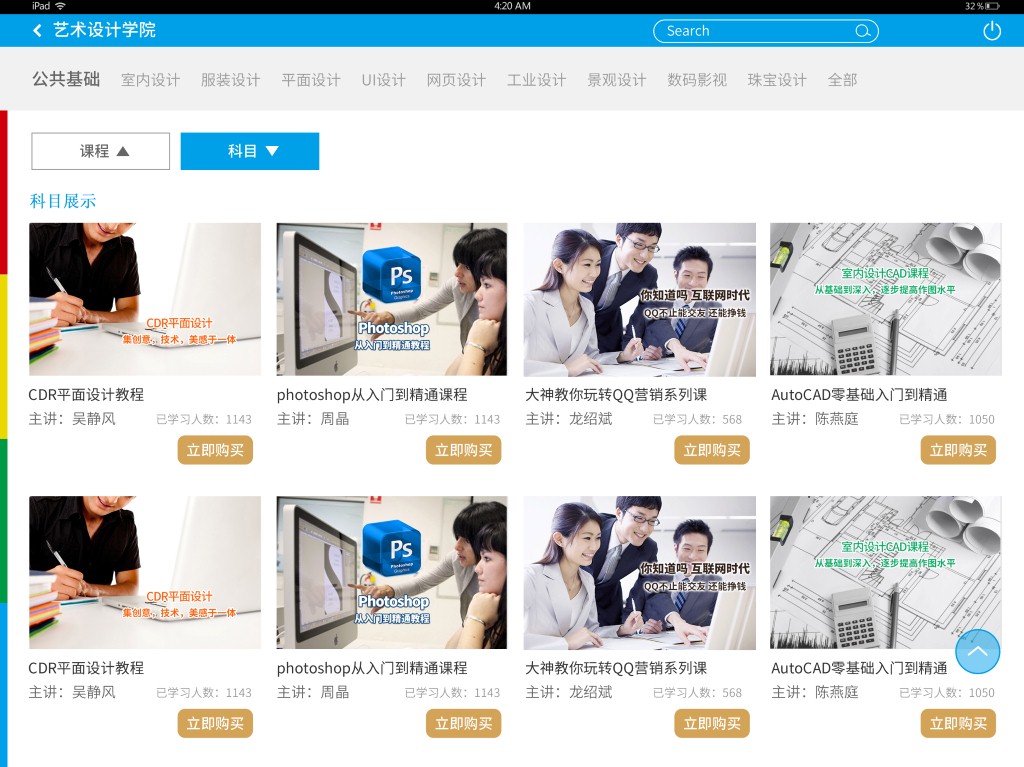 iPad
4:20 AM
32%
艺术设计学院
Search
公共基础 室内设计 服装设计 平面设计 UI设计 网页设计 工业设计 景观设计 数码影视 珠宝设计 全部
课程
科目
科目展示
CDR平面设计
集创意，技术，美感于一体
Ps
Photoshop
Graphics
Photoshop
从入门到精通教程
你知道吗 互联网时代
QQ不止能交友 还能挣钱
室内设计CAD课程
从基础到深入，逐步提高作图水平
CDR平面设计教程
主讲：吴静风 已学习人数：1143
立即购买
photoshop从入门到精通课程
主讲：周晶 已学习人数：1143
立即购买
大神教你玩转QQ营销系列课
主讲：龙绍斌 已学习人数：568
立即购买
AutoCAD零基础入门到精通
主讲：陈燕庭 已学习人数：1050
立即购买
CDR平面设计
集创意，技术，美感于一体
Ps
Photoshop
Graphics
Photoshop
从入门到精通教程
你知道吗 互联网时代
QQ不止能交友 还能挣钱
室内设计CAD课程
从基础到深入，逐步提高作图水平
CDR平面设计教程
主讲：吴静风 已学习人数：1143
立即购买
photoshop从入门到精通课程
主讲：周晶 已学习人数：1143
立即购买
大神教你玩转QQ营销系列课
主讲：龙绍斌 已学习人数：568
立即购买
AutoCAD零基础入门到精通
主讲：陈燕庭 已学习人数：1050
立即购买